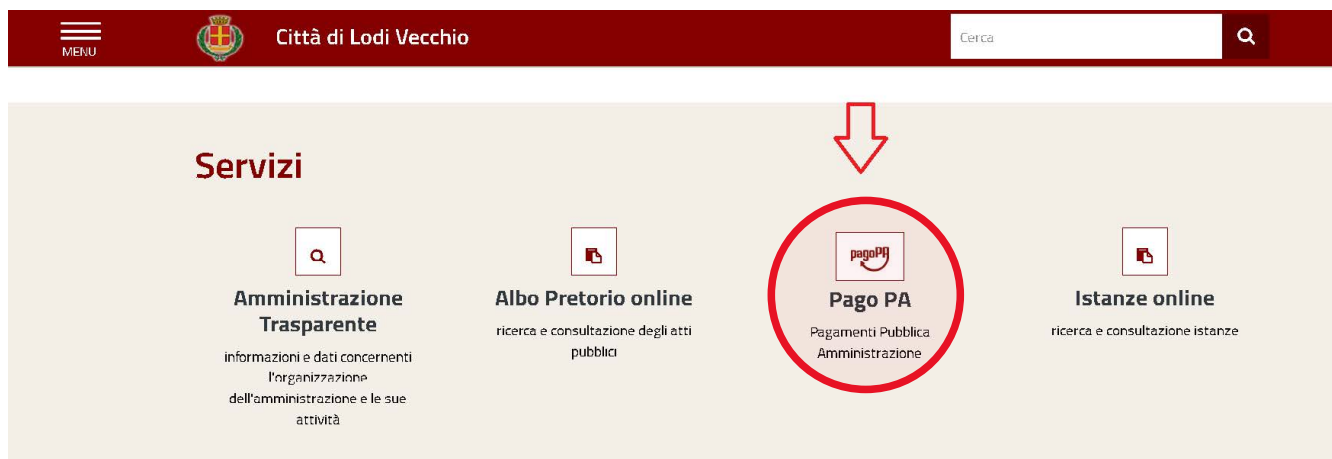 MENU
Città di Lodi Vecchio
Cerca
Servizi
Amministrazione
Trasparente
informazioni e dati concernenti
l'organizzazione
dell'amministrazione e le sue
attività
Albo Pretorio online
ricerca e consultazione degli atti
pubblici
pagoPA
Pago PA
Pagamenti Pubblica
Amministrazione
Istanze online
ricerca e consultazione istanze